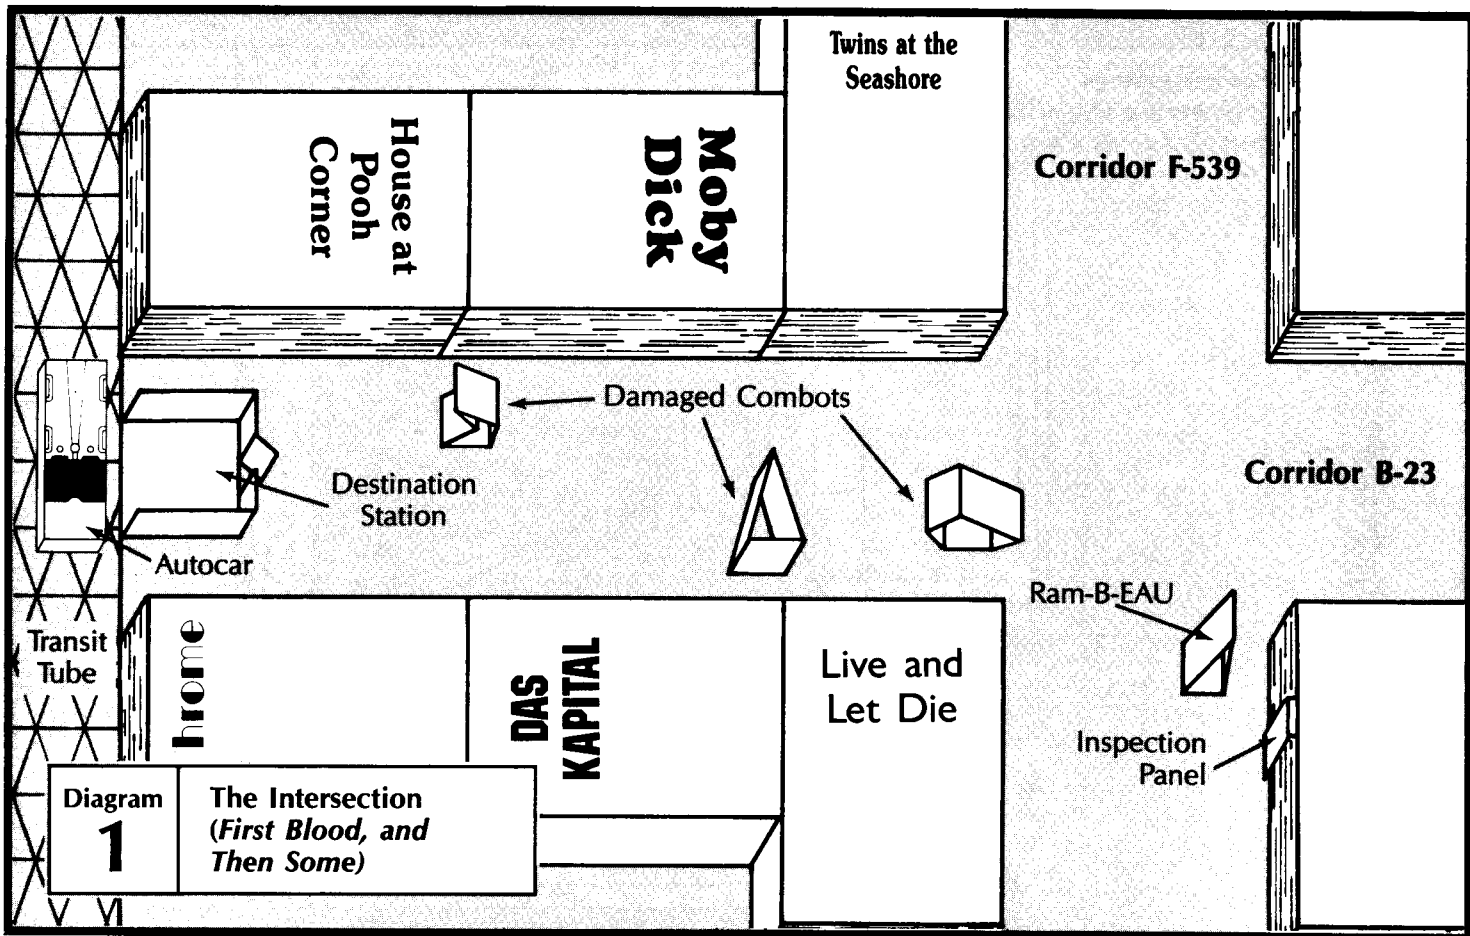 Twins at the
Seashore
House at
Pooh
Corner
Moby
Dick
Corridor F-539
Damaged Combots
Destination
Station
Corridor B-23
Autocar
Ram-B-EAU
Transit
Tube
hrome
DAS
KAPITAL
Live and
Let Die
Inspection
Panel
Diagram
1
The Intersection
(First Blood, and
Then Some)